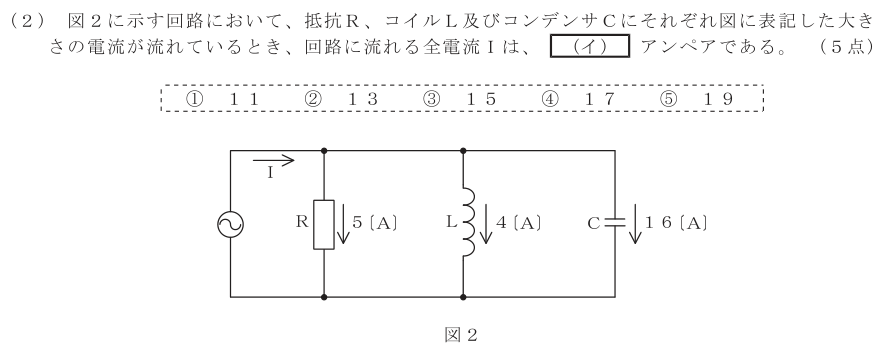 （２） 図２に示す回路において、抵抗Ｒ、コイルＬ及びコンデンサＣにそれぞれ図に表記した大き
さの電流が流れているとき、回路に流れる全電流Ｉは、 （イ） アンペアである。 （５点）
① １１ ② １３ ③ １５ ④ １７ ⑤ １９
Ｉ
Ｒ ５〔Ａ〕 Ｌ ４〔Ａ〕 Ｃ １６〔Ａ〕
図２